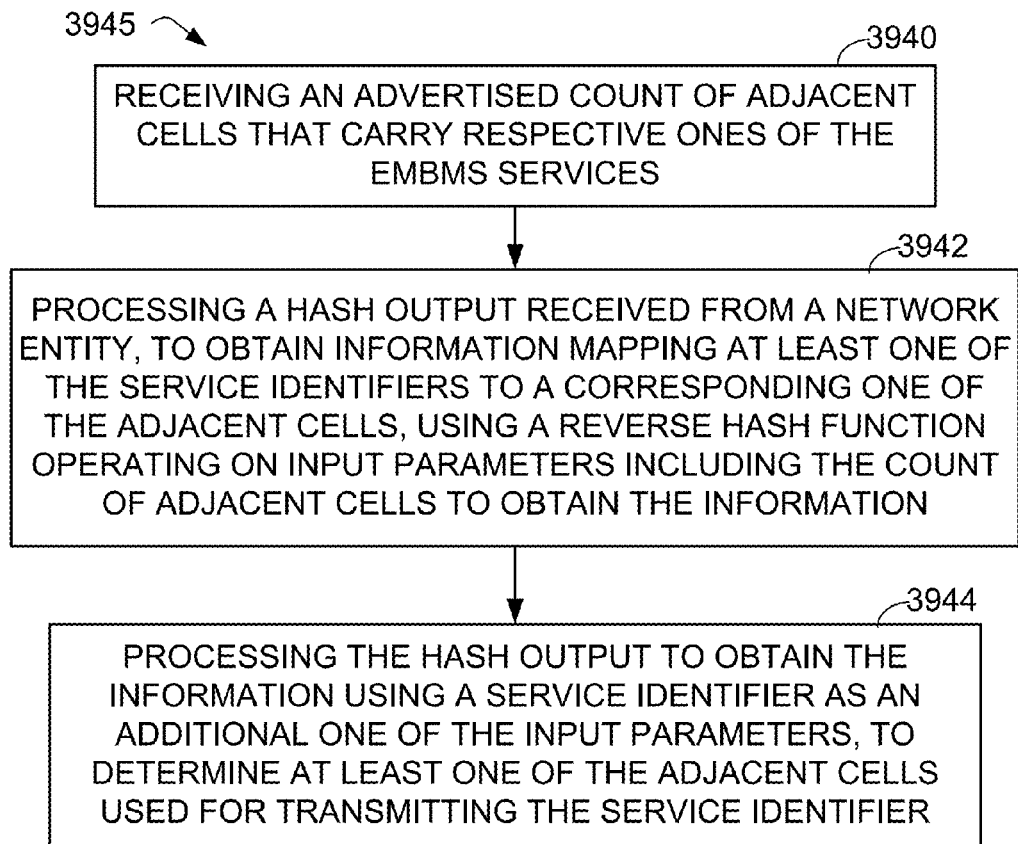 3945
3940
RECEIVING AN ADVERTISED COUNT OF ADJACENT
CELLS THAT CARRY RESPECTIVE ONES OF THE
EMBMS SERVICES
3942
PROCESSING A HASH OUTPUT RECEIVED FROM A NETWORK
ENTITY, TO OBTAIN INFORMATION MAPPING AT LEAST ONE OF
THE SERVICE IDENTIFIERS TO A CORRESPONDING ONE OF
THE ADJACENT CELLS, USING A REVERSE HASH FUNCTION
OPERATING ON INPUT PARAMETERS INCLUDING THE COUNT
OF ADJACENT CELLS TO OBTAIN THE INFORMATION
3944
PROCESSING THE HASH OUTPUT TO OBTAIN THE
INFORMATION USING A SERVICE IDENTIFIER AS AN
ADDITIONAL ONE OF THE INPUT PARAMETERS, TO
DETERMINE AT LEAST ONE OF THE ADJACENT CELLS
USED FOR TRANSMITTING THE SERVICE IDENTIFIER